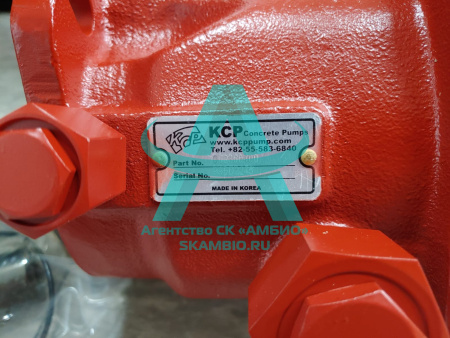 KCP KCP Concrete Pumps
www.kcppump.com
Tel. +82-55-583-6840
Part No.
Serial No.
MADE IN KOREA
Агентство СК «АМБИО»
SKAMBIO.RU